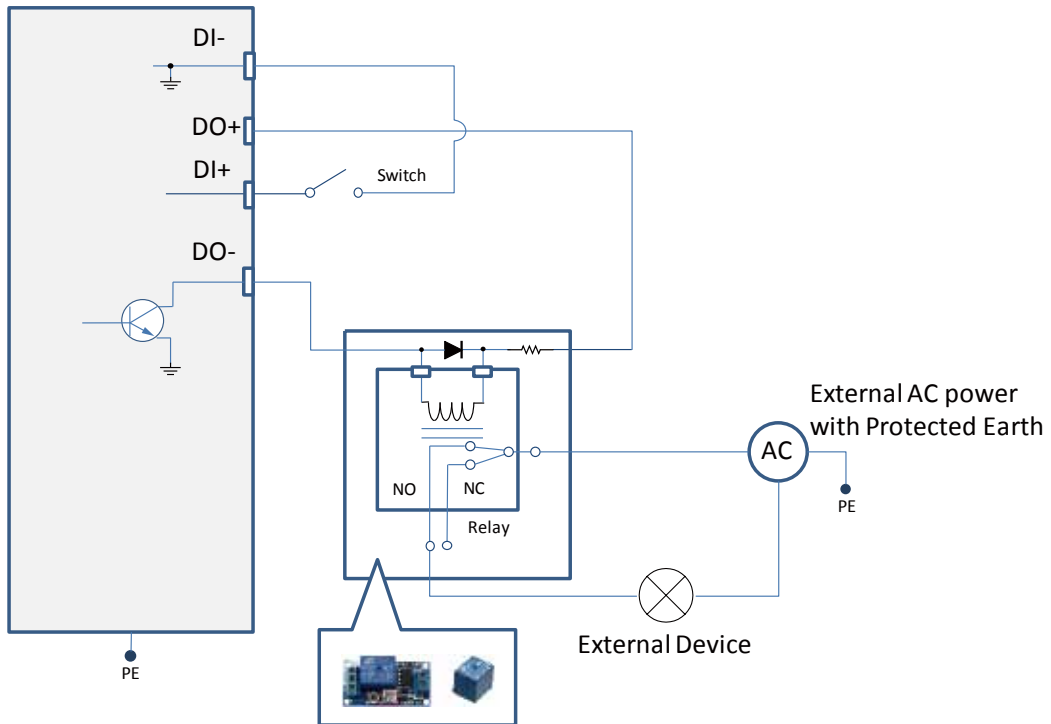 DI-
DO+
DI+
Switch
DO-
External AC power
with Protected Earth
AC
NO
NC
PE
Relay
External Device
PE